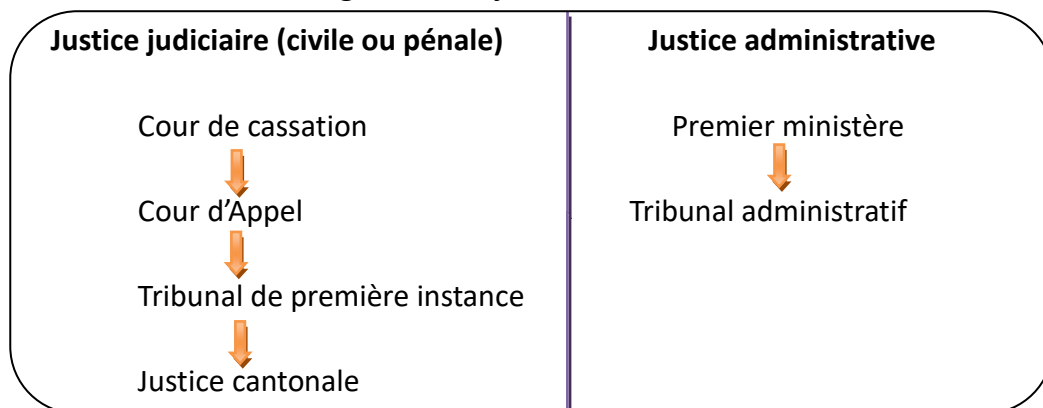 Justice judiciaire (civile ou pénale)
Cour de cassation
Cour d’Appel
Tribunal de première instance
Justice cantonale
Justice administrative
Premier ministère
Tribunal administratif